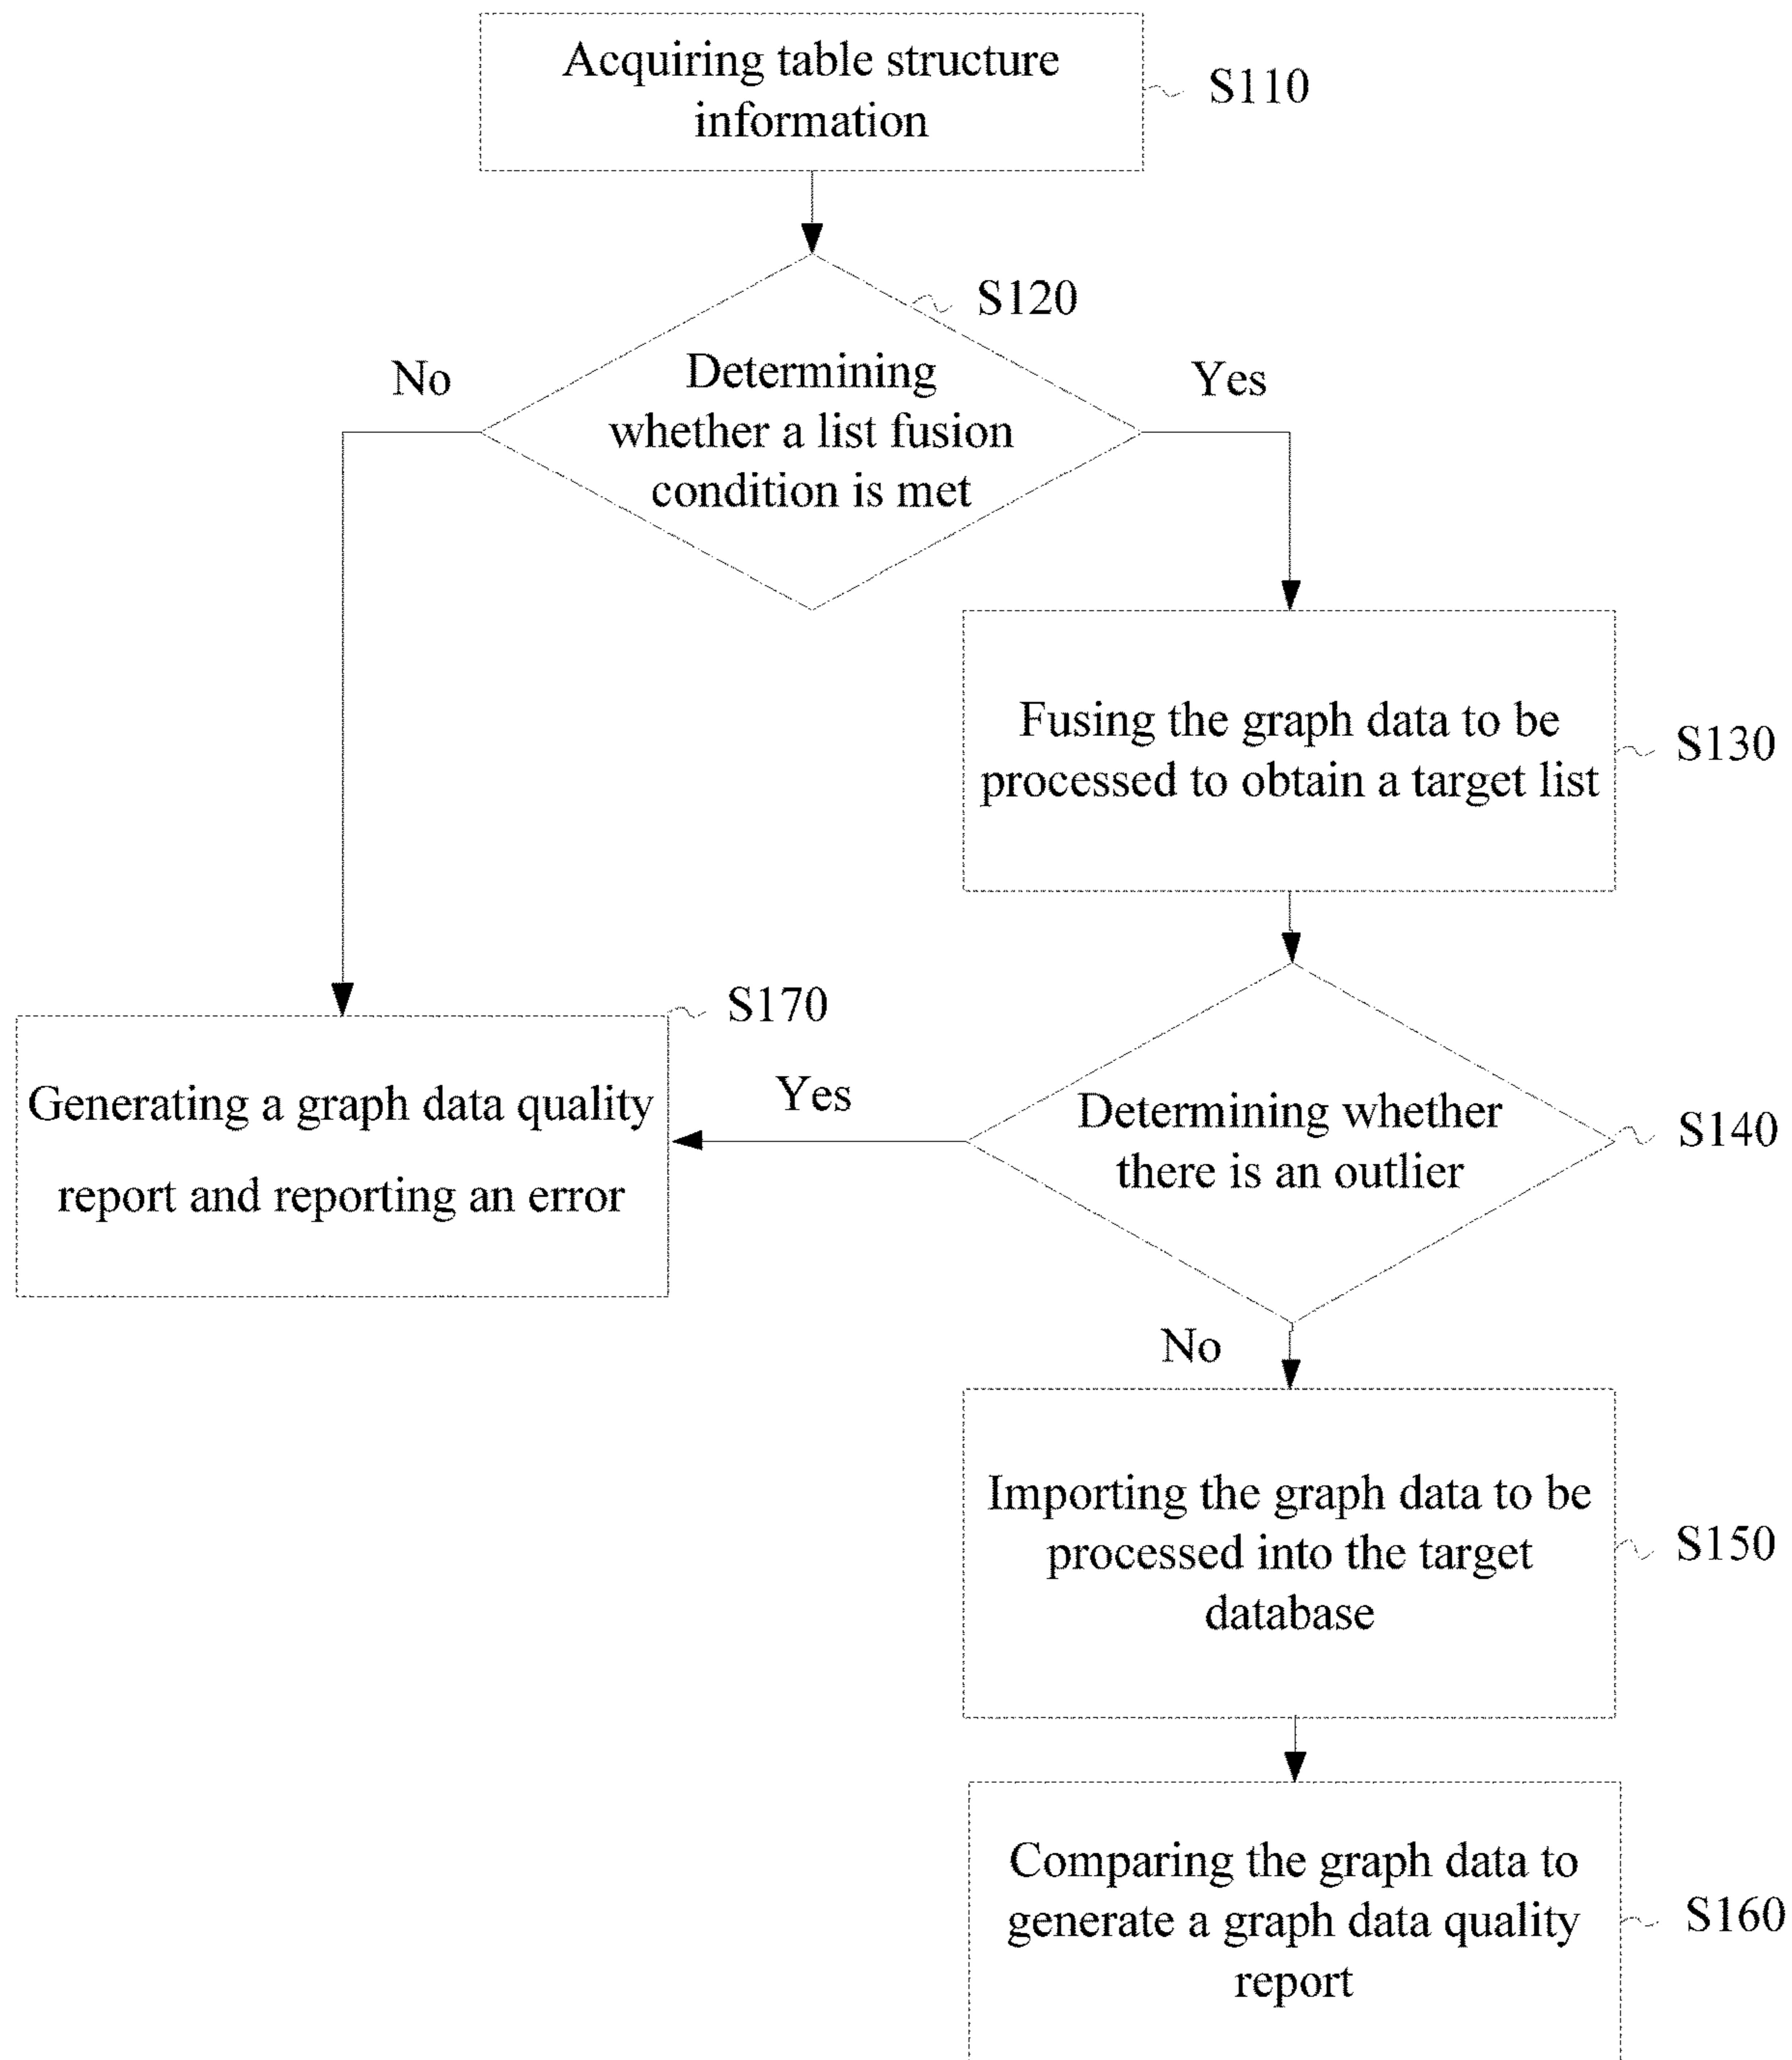 Acquiring table structure
information
S110
S120
No
Yes
Determining
whether a list fusion
condition is met
Fusing the graph data to be
processed to obtain a target list
S130
S170
Generating a graph data quality
report and reporting an error
Yes
Determining whether
there is an outlier
S140
No
Importing the graph data to be
processed into the target
database
S150
Comparing the graph data to
generate a graph data quality
report
S160